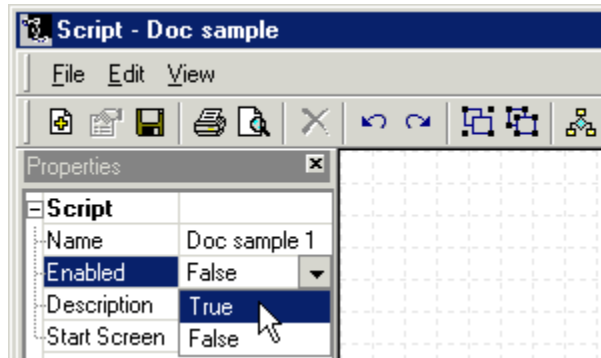 Script - Doc sample
File Edit View
Properties
Script
Name Doc sample 1
Enabled False
Description True
Start Screen False